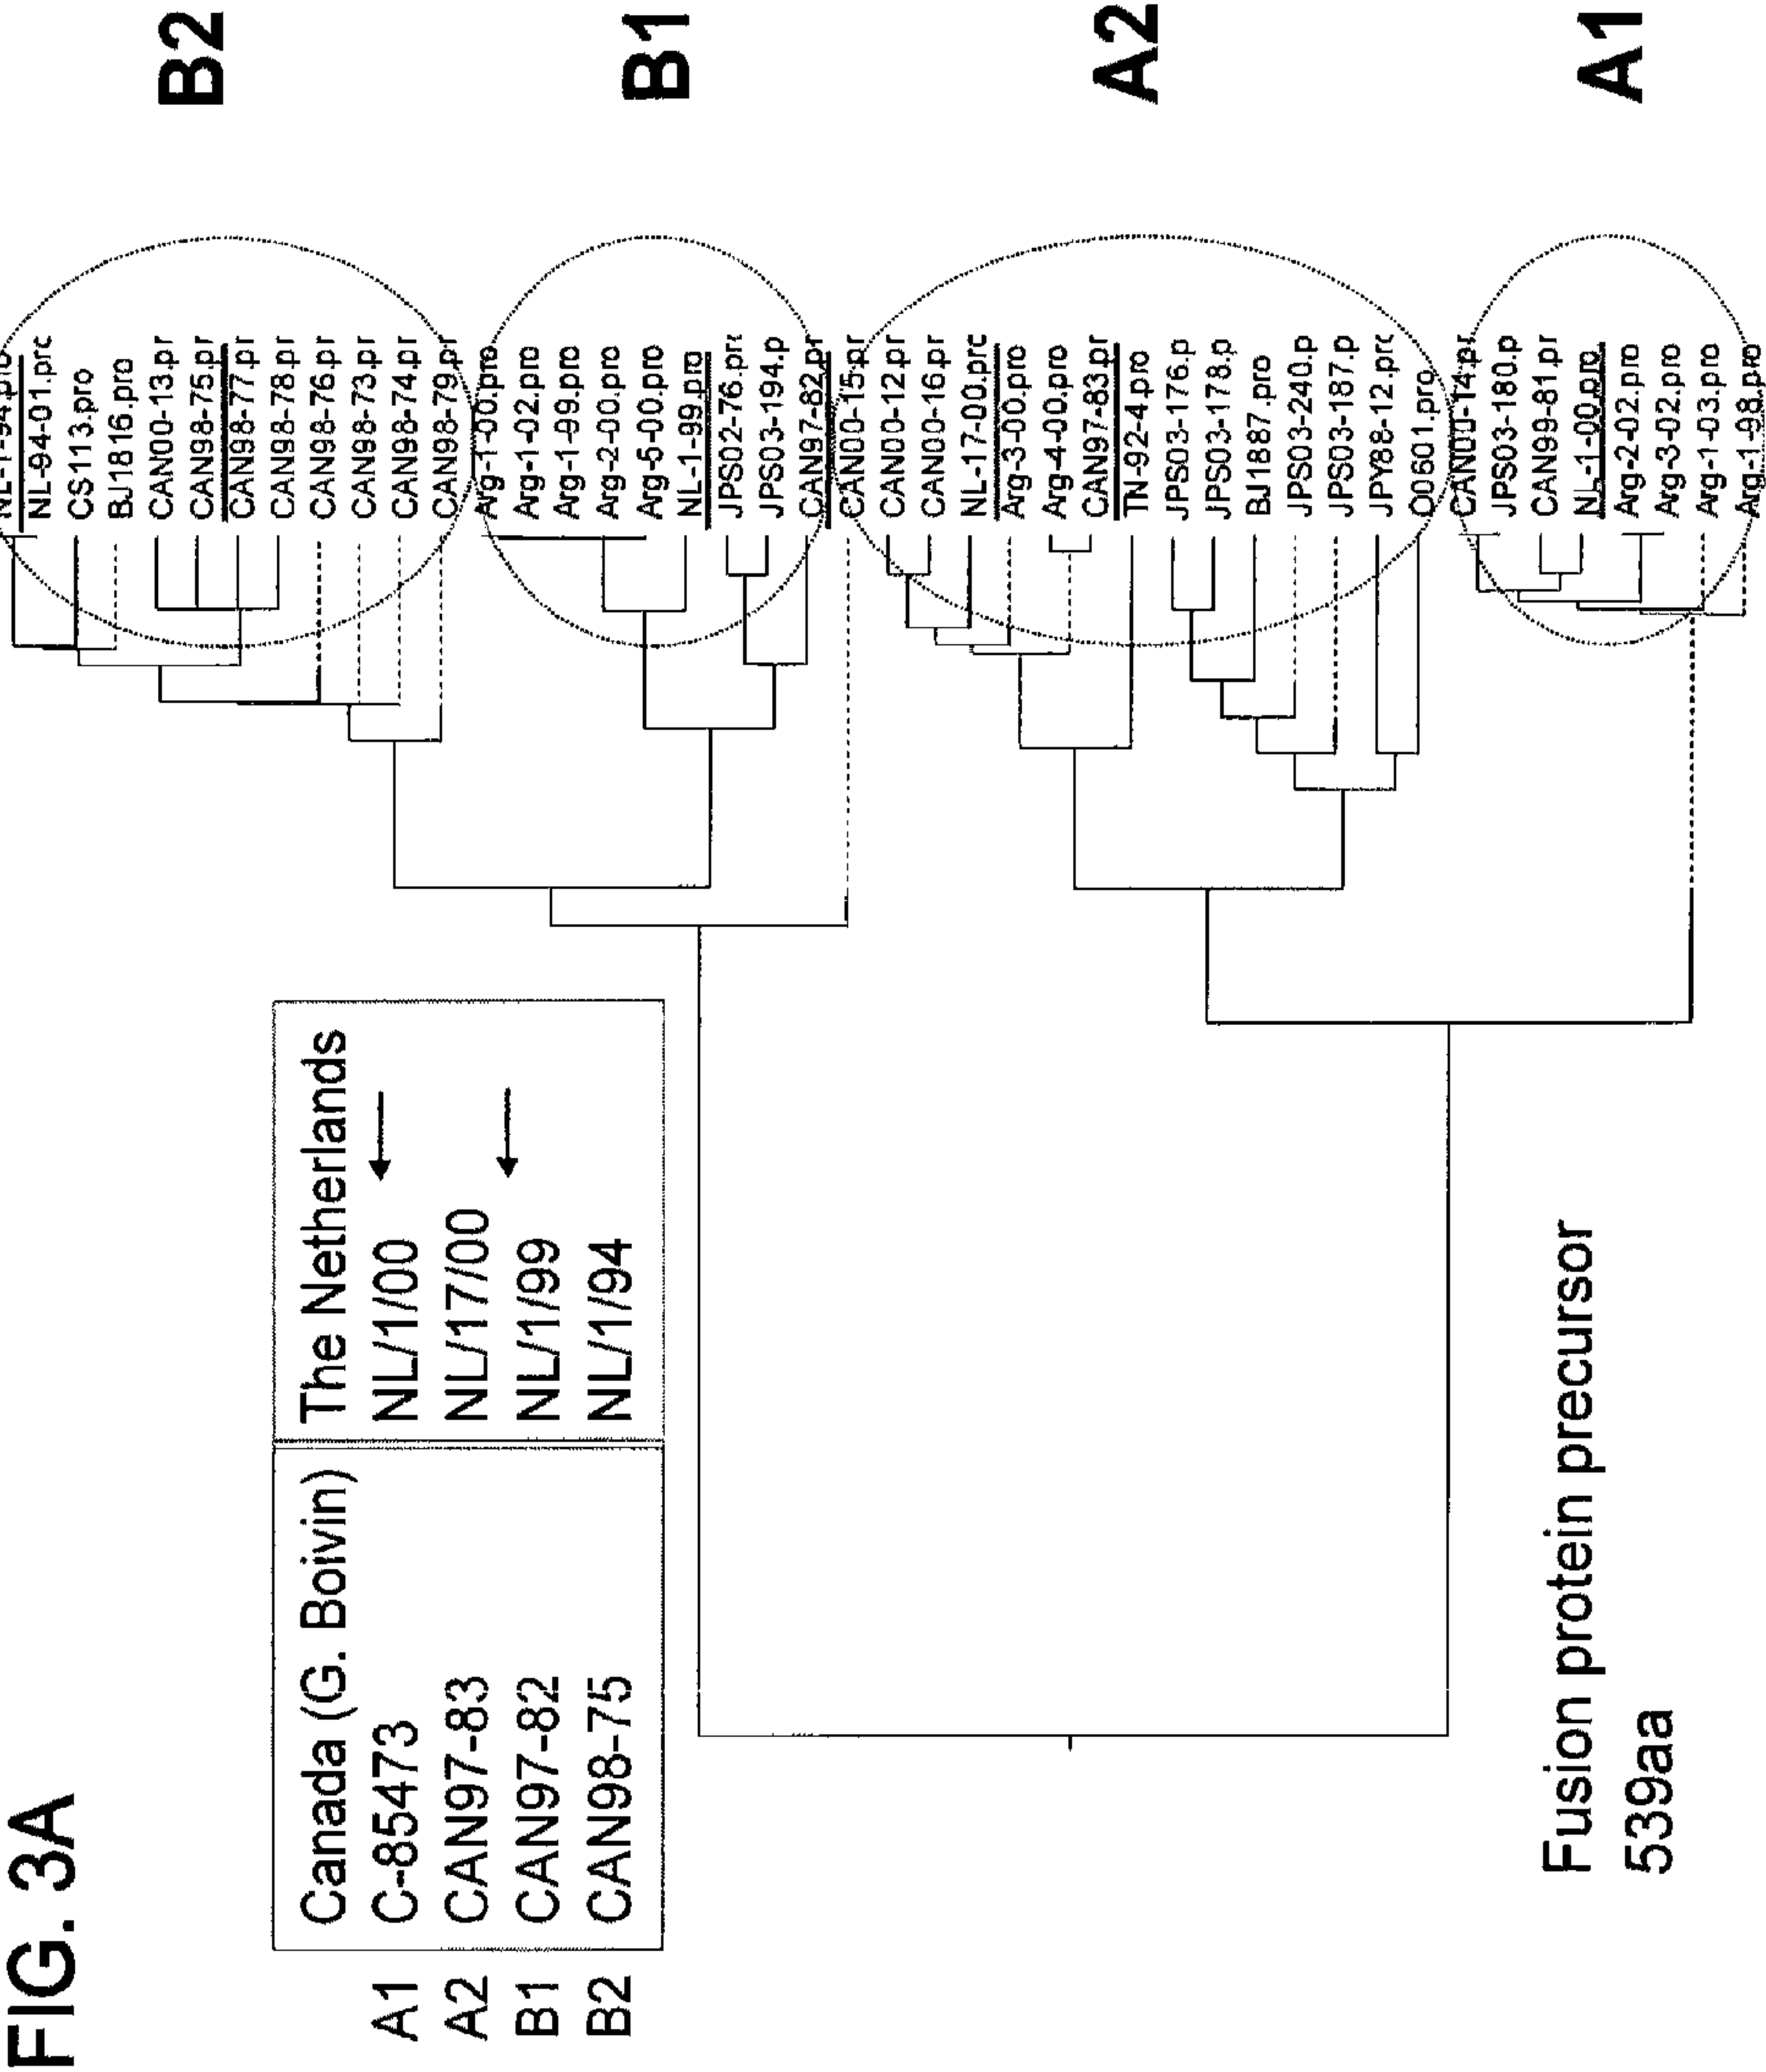 FIG. 3A
Canada (G. Boivin) The Netherlands
A1 C-85473 NL/1/00
A2 CAN97-83 NL/17/00
B1 CAN97-82 NL/1/99
B2 CAN98-75 NL/1/94
NL-1-94.pro
NL-94-01.prc
CS113.pro
BJ1816.pro
CAN00-13.pr
CAN98-75.pr
CAN98-77.pr
CAN98-78.pr
CAN98-76.pr
CAN98-73.pr
CAN98-74.pr
CAN98-79.pr
B2
Arg-1-00.pro
Arg-1-02.pro
Arg-1-99.pro
Arg-2-00.pro
Arg-5-00.pro
NL-1-99.pro
JPS02-76.prc
JPS03-194.p
CAN97-82.pr
B1
CAN00-15.pr
CAN00-12.pr
CAN00-16.pr
NL-17-00.prc
Arg-3-00.pro
Arg-4-00.pro
CAN97-83.pr
TN-92-4.pro
JPS03-176.p
JPS03-178.p
BJ1887.pro
JPS03-240.p
JPS03-187.p
JPY88-12.prc
Q0601.pro
A2
CAN00-14.pr
JPS03-180.p
CAN99-81.pr
NL-1-00.pro
Arg-2-02.pro
Arg-3-02.pro
Arg-1-03.pro
Arg-1-98.pro
A1
Fusion protein precursor
539aa